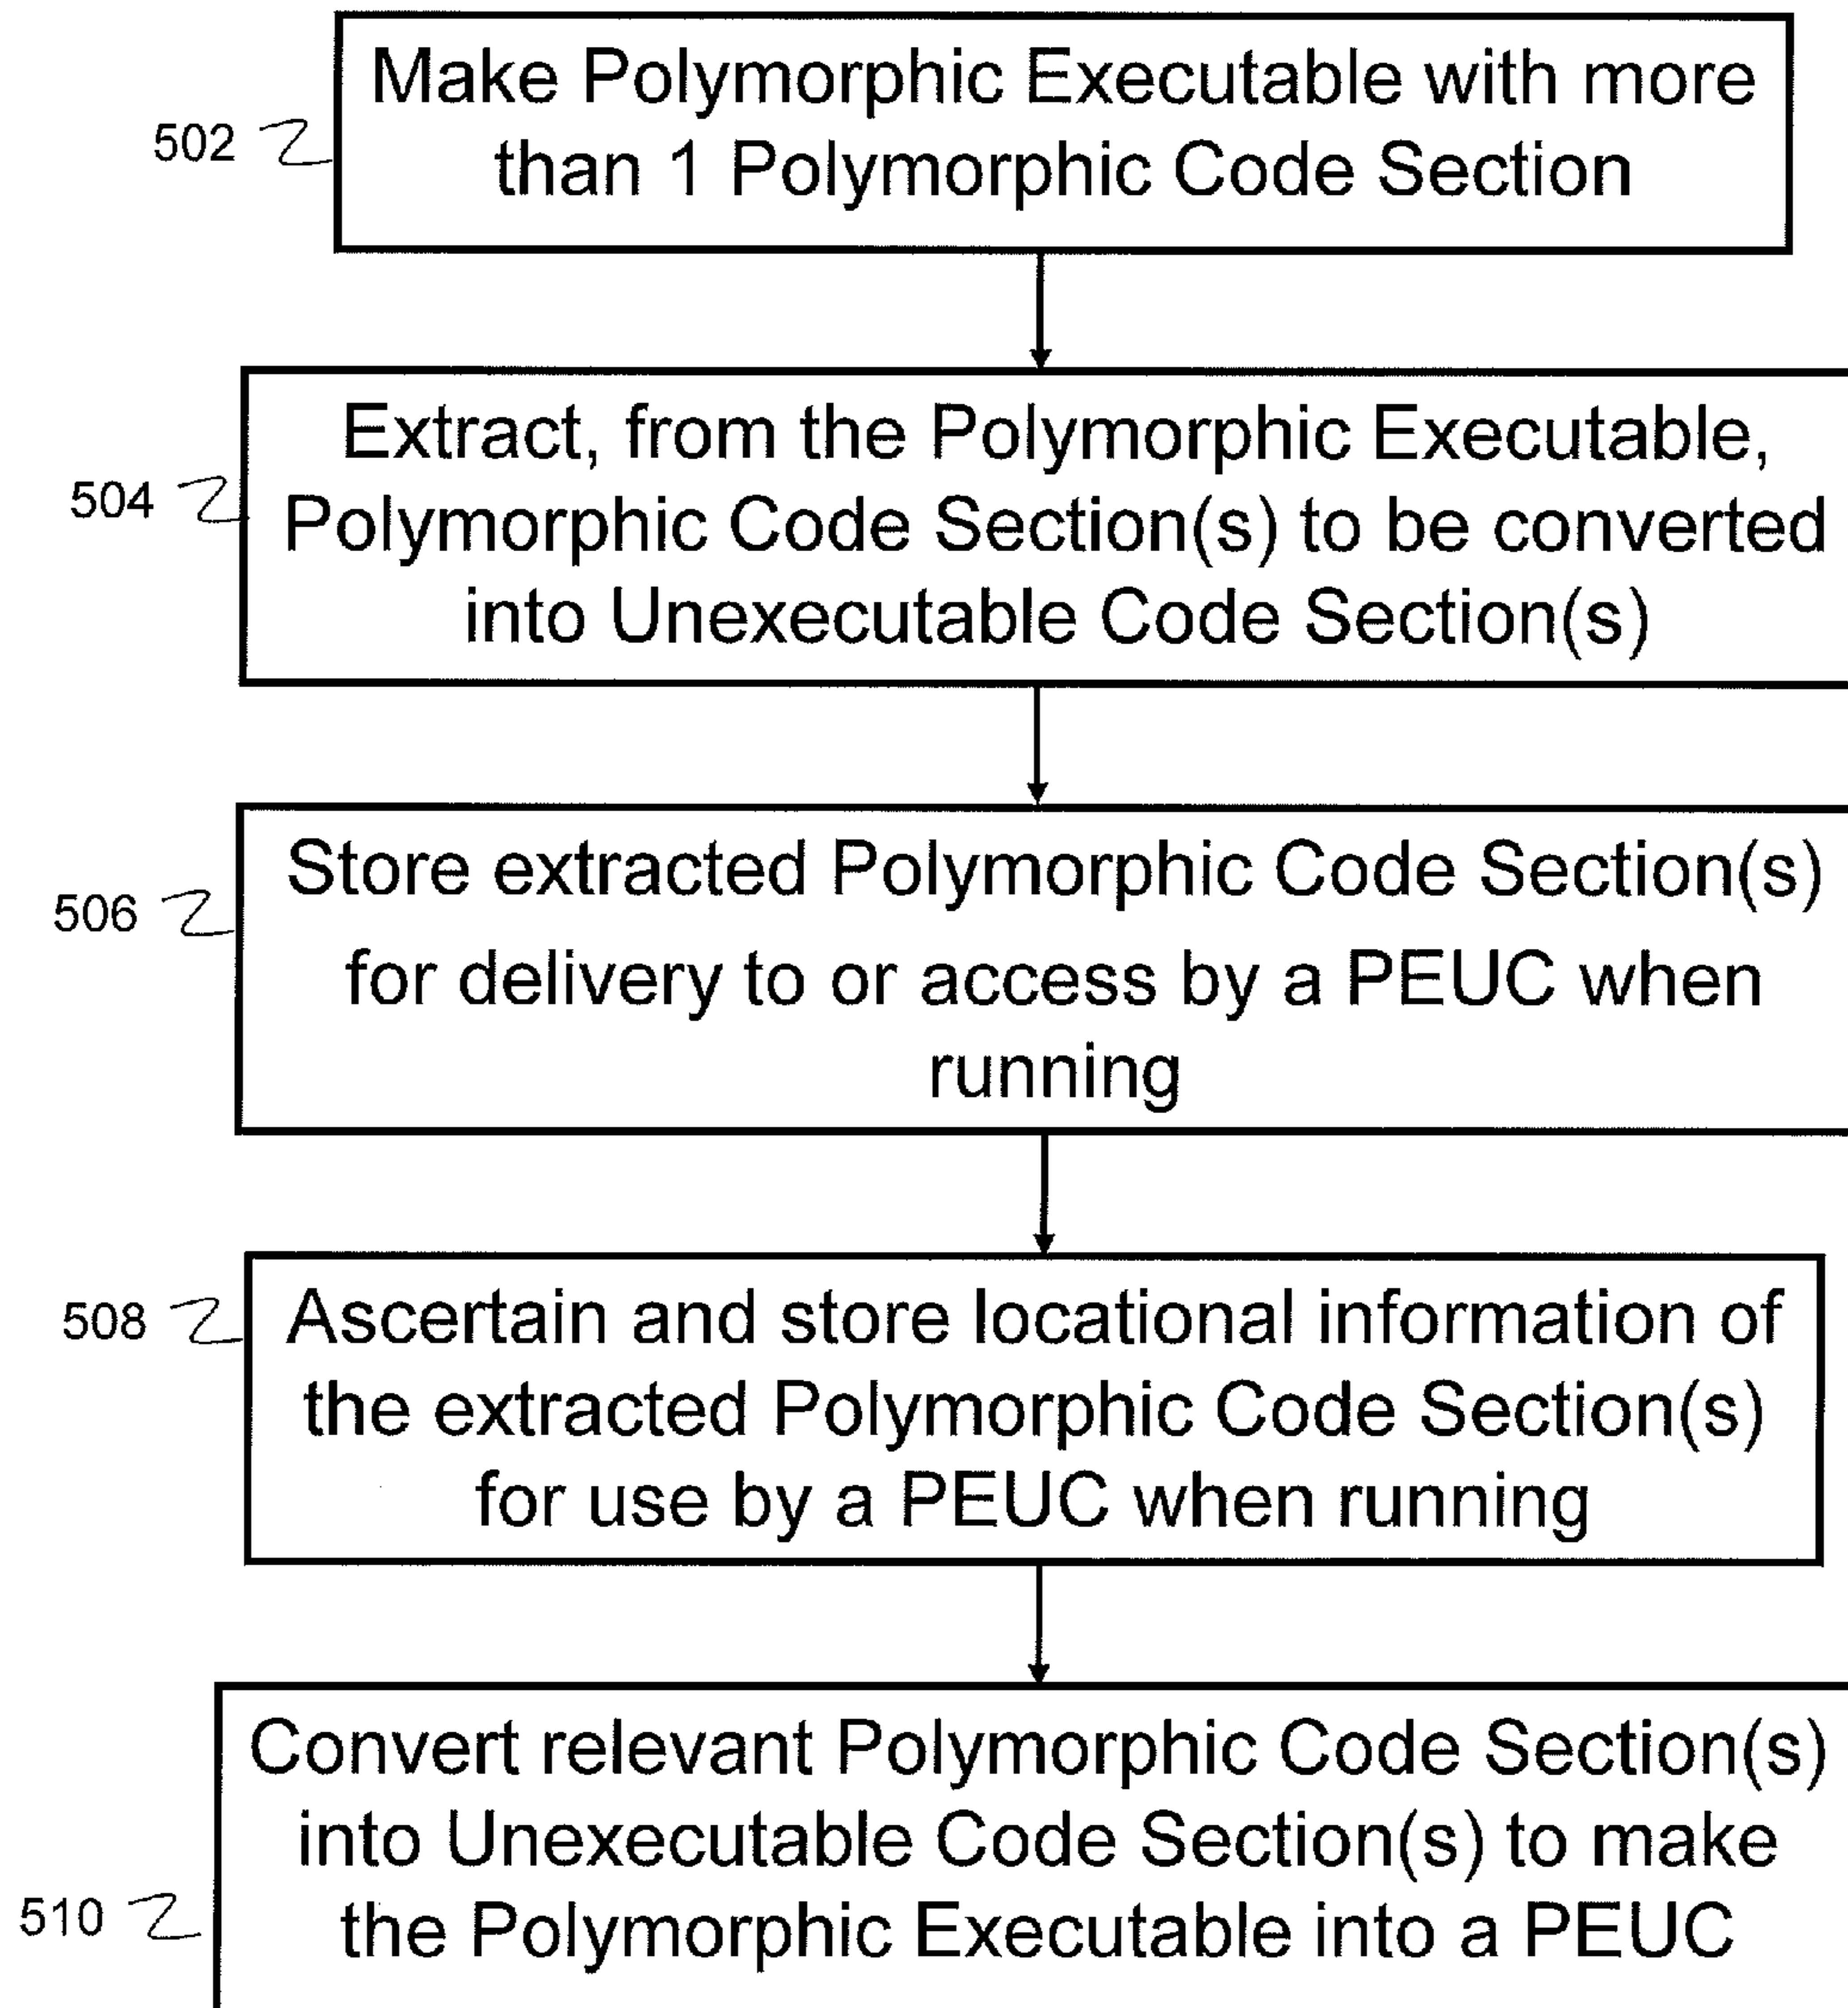 Make Polymorphic Executable with more
502
than 1 Polymorphic Code Section
Extract, from the Polymorphic Executable,
504
Polymorphic Code Section(s) to be converted
into Unexecutable Code Section(s)
Store extracted Polymorphic Code Section(s)
506
for delivery to or access by a PEUC when
running
508
Ascertain and store locational information of
the extracted Polymorphic Code Section(s)
for use by a PEUC when running
Convert relevant Polymorphic Code Section(s)
into Unexecutable Code Section(s) to make
510
the Polymorphic Executable into a PEUC